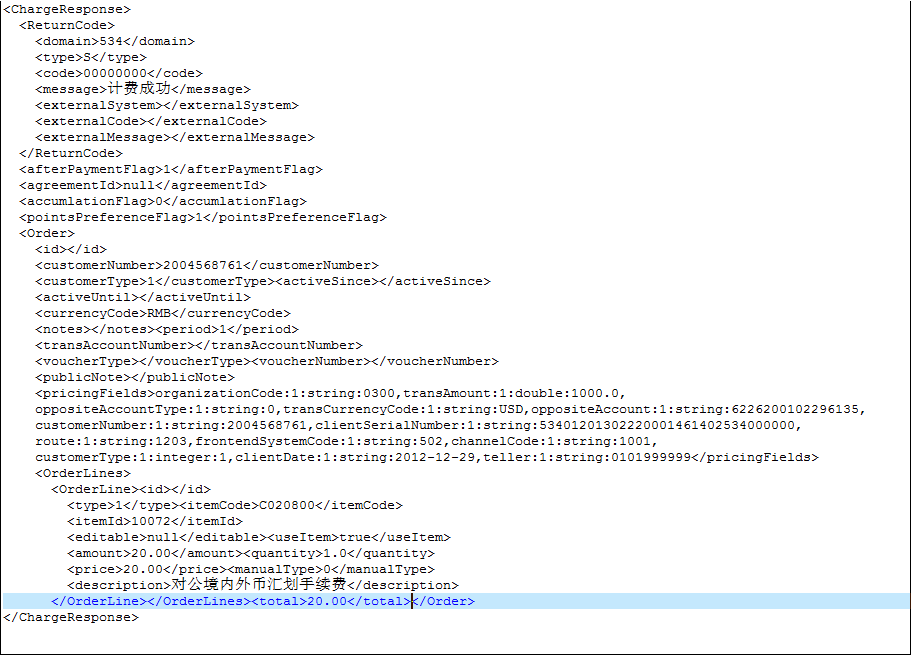 <ChargeResponse>
<ReturnCode>
<domain>534</domain>
<type>S</type>
<code>00000000</code>
<message>计费成功</message>
<externalSystem></externalSystem>
<externalCode></externalCode>
<externalMessage></externalMessage>
</ReturnCode>
<afterPaymentFlag>1</afterPaymentFlag>
<agreementId>null</agreementId>
<accumlationFlag>0</accumlationFlag>
<pointsPreferenceFlag>1</pointsPreferenceFlag>
<Order>
<id></id>
<customerNumber>2004568761</customerNumber>
<customerType>1</customerType><activeSince></activeSince>
<activeUntil></activeUntil>
<currencyCode>RMB</currencyCode>
<notes></notes><period>1</period>
<transAccountNumber></transAccountNumber>
<voucherType></voucherType><voucherNumber></voucherNumber>
<publicNote></publicNote>
<pricingFields>organizationCode:1:string:0300,transAmount:1:double:1000.0,
oppositeAccountType:1:string:0,transCurrencyCode:1:string:USD,oppositeAccount:1:string:6226200102296135,
customerNumber:1:string:2004568761,clientSerialNumber:1:string:53401201302220001461402534000000,
route:1:string:1203,frontendSystemCode:1:string:502,channelCode:1:string:1001,
customerType:1:integer:1,clientDate:1:string:2012-12-29,teller:1:string:0101999999</pricingFields>
<OrderLines>
<OrderLine><id></id>
<type>1</type><itemCode>C020800</itemCode>
<itemId>10072</itemId>
<editable>null</editable><useItem>true</useItem>
<amount>20.00</amount><quantity>1.0</quantity>
<price>20.00</price><manualType>0</manualType>
<description>对公境内外币汇划手续费</description>
</OrderLine></OrderLines><total>20.00</total></Order>
</ChargeResponse>